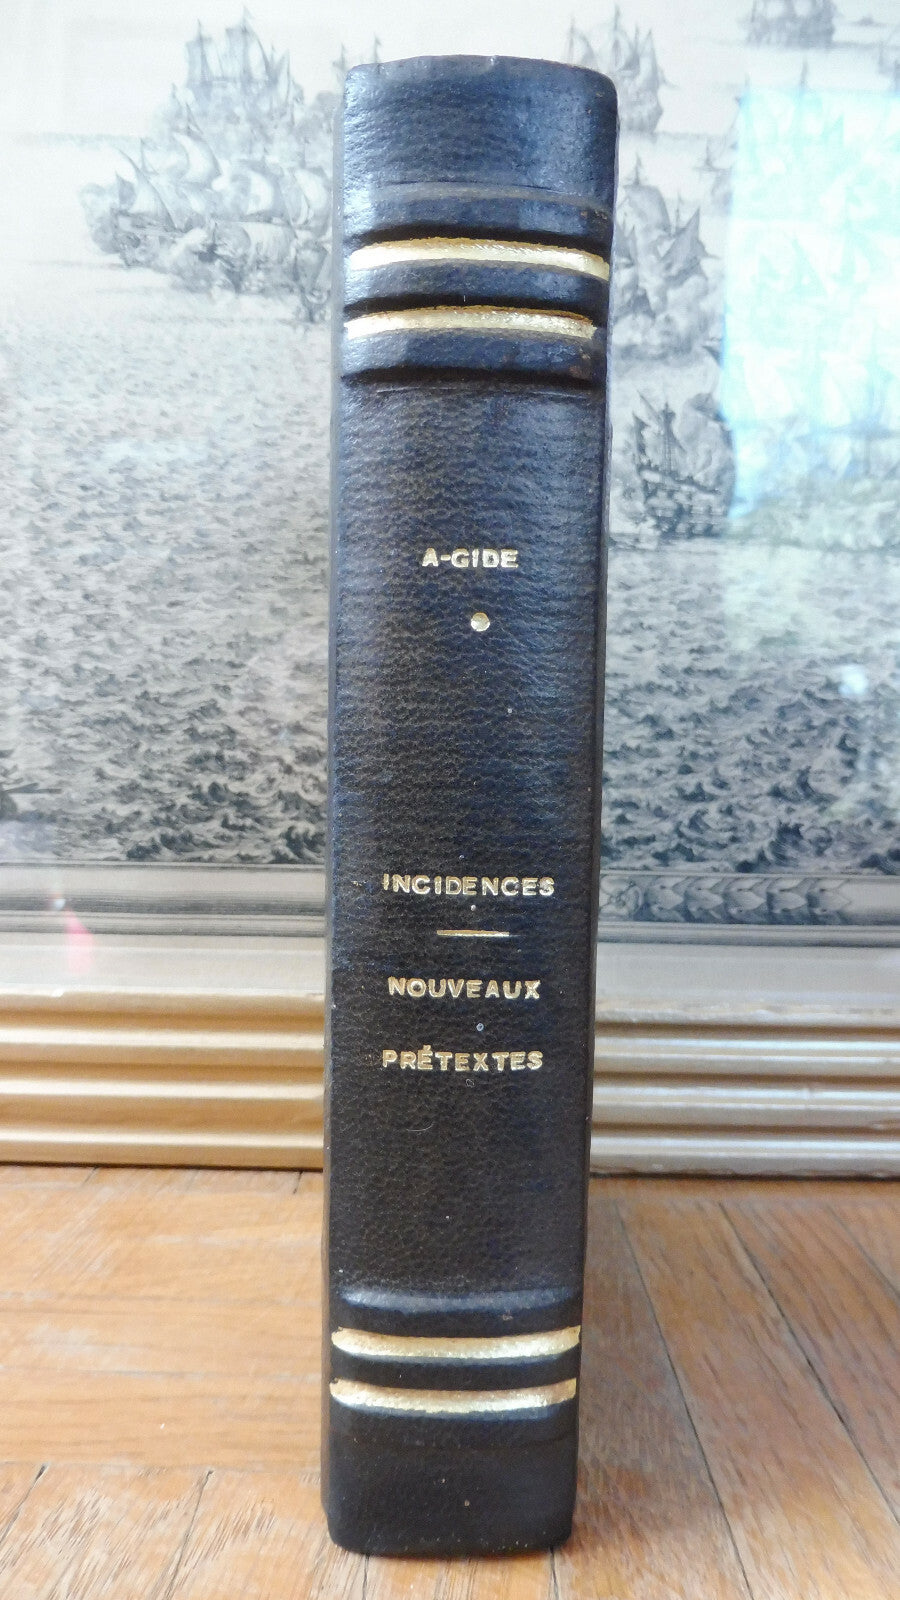 A-GIDE
INCIDENCES
NOUVEAUX
PRÉTEXTES